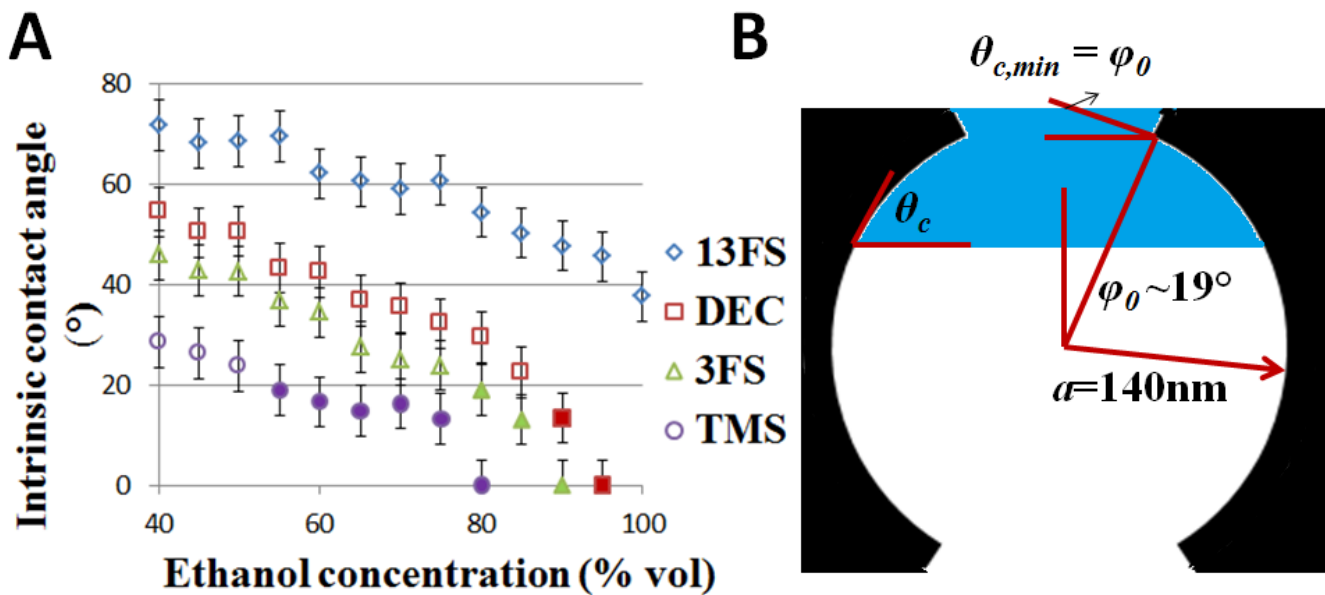 A
Intrinsic contact angle
(°)
80
60
40
20
0
40
60
80
100
Ethanol concentration (% vol)
13FS
DEC
3FS
TMS
B
θc,min = φ0
θc
φ0~19°
a=140nm